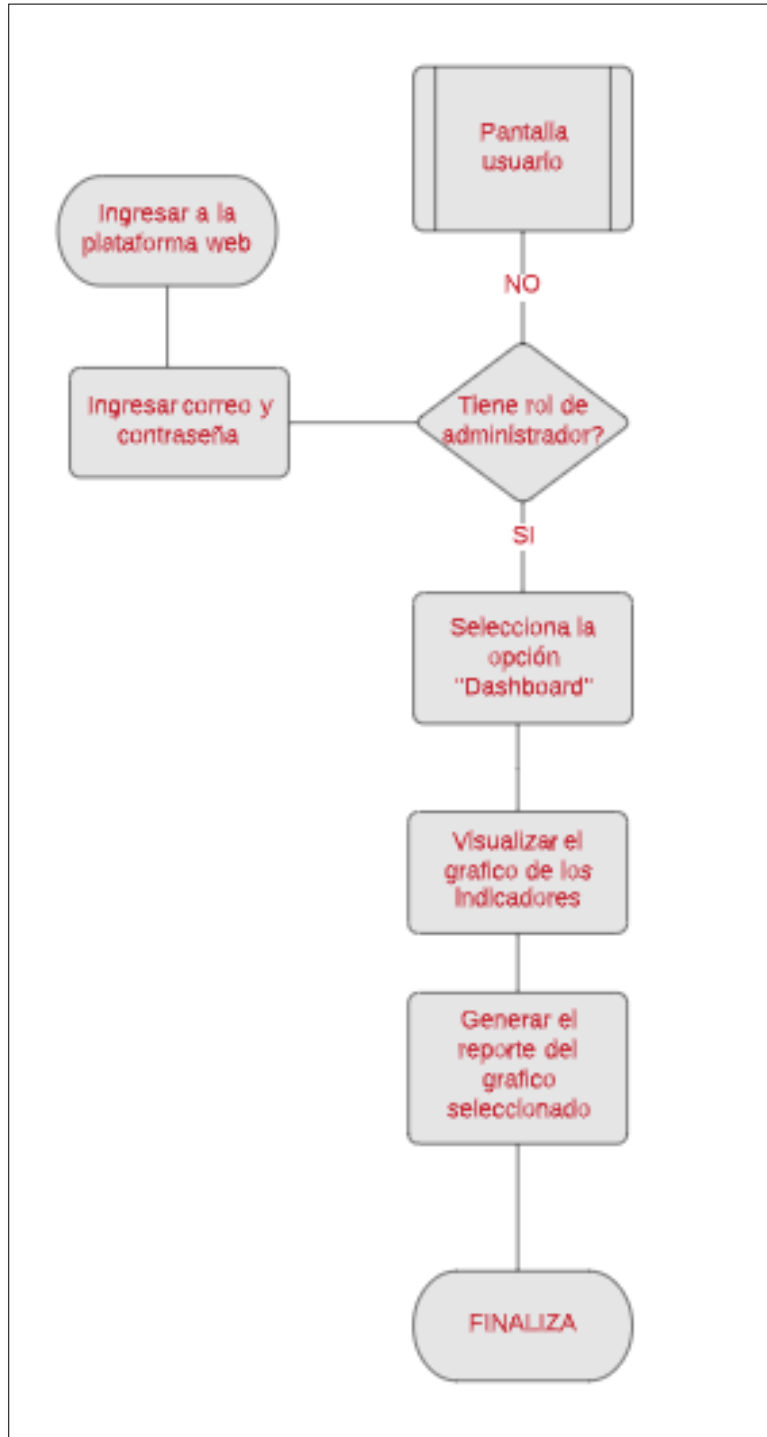 Pantalla
usuario
Ingresar a la
plataforma web
NO
Ingresar correo y
contraseña
Tiene rol de
administrador?
SI
Selecciona la
opción
"Dashboard"
Visualizar el
grafico de los
indicadores
Generar el
reporte del
grafico
seleccionado
FINALIZA